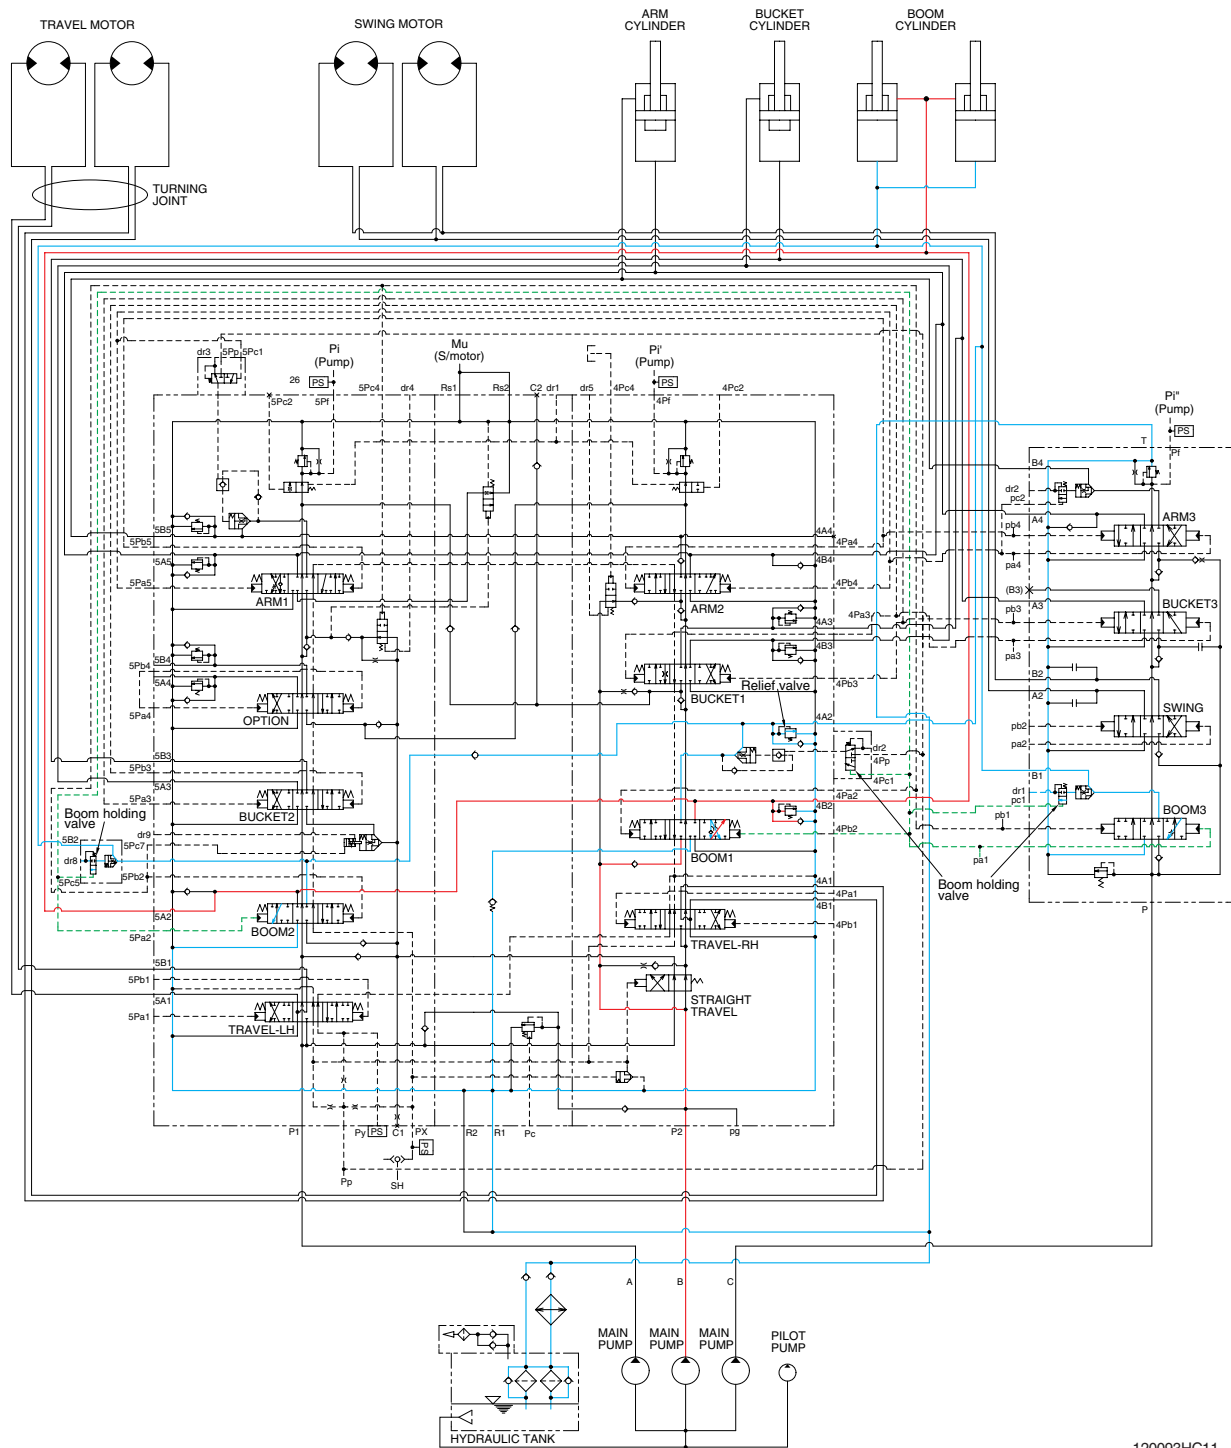 TRAVEL MOTOR
SWING MOTOR
ARM
CYLINDER
BUCKET
CYLINDER
BOOM
CYLINDER
TURNING
JOINT
dr3
5Pp
5Pc1
Pi
(Pump)
26
PS
5Pc2
5Pf
5Pc4
dr4
Mu
(S/motor)
Rs1
Rs2
C2
dr1
dr5
4Pc4
Pi'
(Pump)
PS
4Pf
4Pc2
Pi"
(Pump)
PS
T
Pf
B4
dr2
pc2
A4
pb4
pa4
ARM3
(B3)
A3
pb3
pa3
BUCKET3
B2
A2
pb2
pa2
SWING
B1
dr1
pc1
pb1
pa1
BOOM3
P
5B5
5Pb5
5A5
5Pa5
ARM1
4A4
4Pa4
4B4
4Pb4
ARM2
4Pa3
4A3
4B3
4Pb3
BUCKET1
5B4
5Pb4
5A4
5Pa4
OPTION
Relief valve
4A2
dr2
4Pp
4Pc1
5B3
5Pb3
5A3
5Pa3
BUCKET2
4Pa2
4B2
4Pb2
BOOM1
Boom holding
valve
5B2
dr8
5Pc5
dr9
5Pc7
5Pb2
5A2
5Pa2
BOOM2
Boom holding
valve
4A1
4Pa1
4B1
4Pb1
TRAVEL-RH
5B1
5Pb1
5A1
5Pa1
TRAVEL-LH
STRAIGHT
TRAVEL
P1
Py
PS
C1
PX
PS
R2
R1
Pc
P2
pg
Pp
SH
A
B
C
MAIN
PUMP
MAIN
PUMP
MAIN
PUMP
PILOT
PUMP
HYDRAULIC TANK